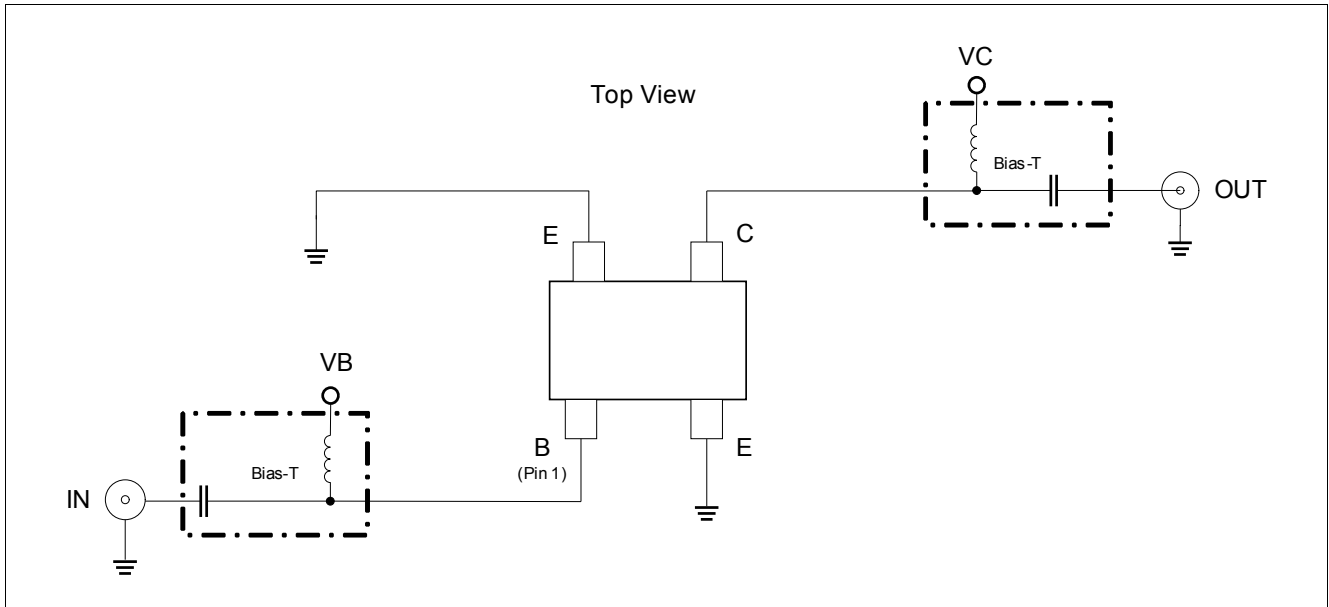 VC
Top View
Bias-T
OUT
E
C
VB
B
E
(Pin 1)
Bias-T
IN